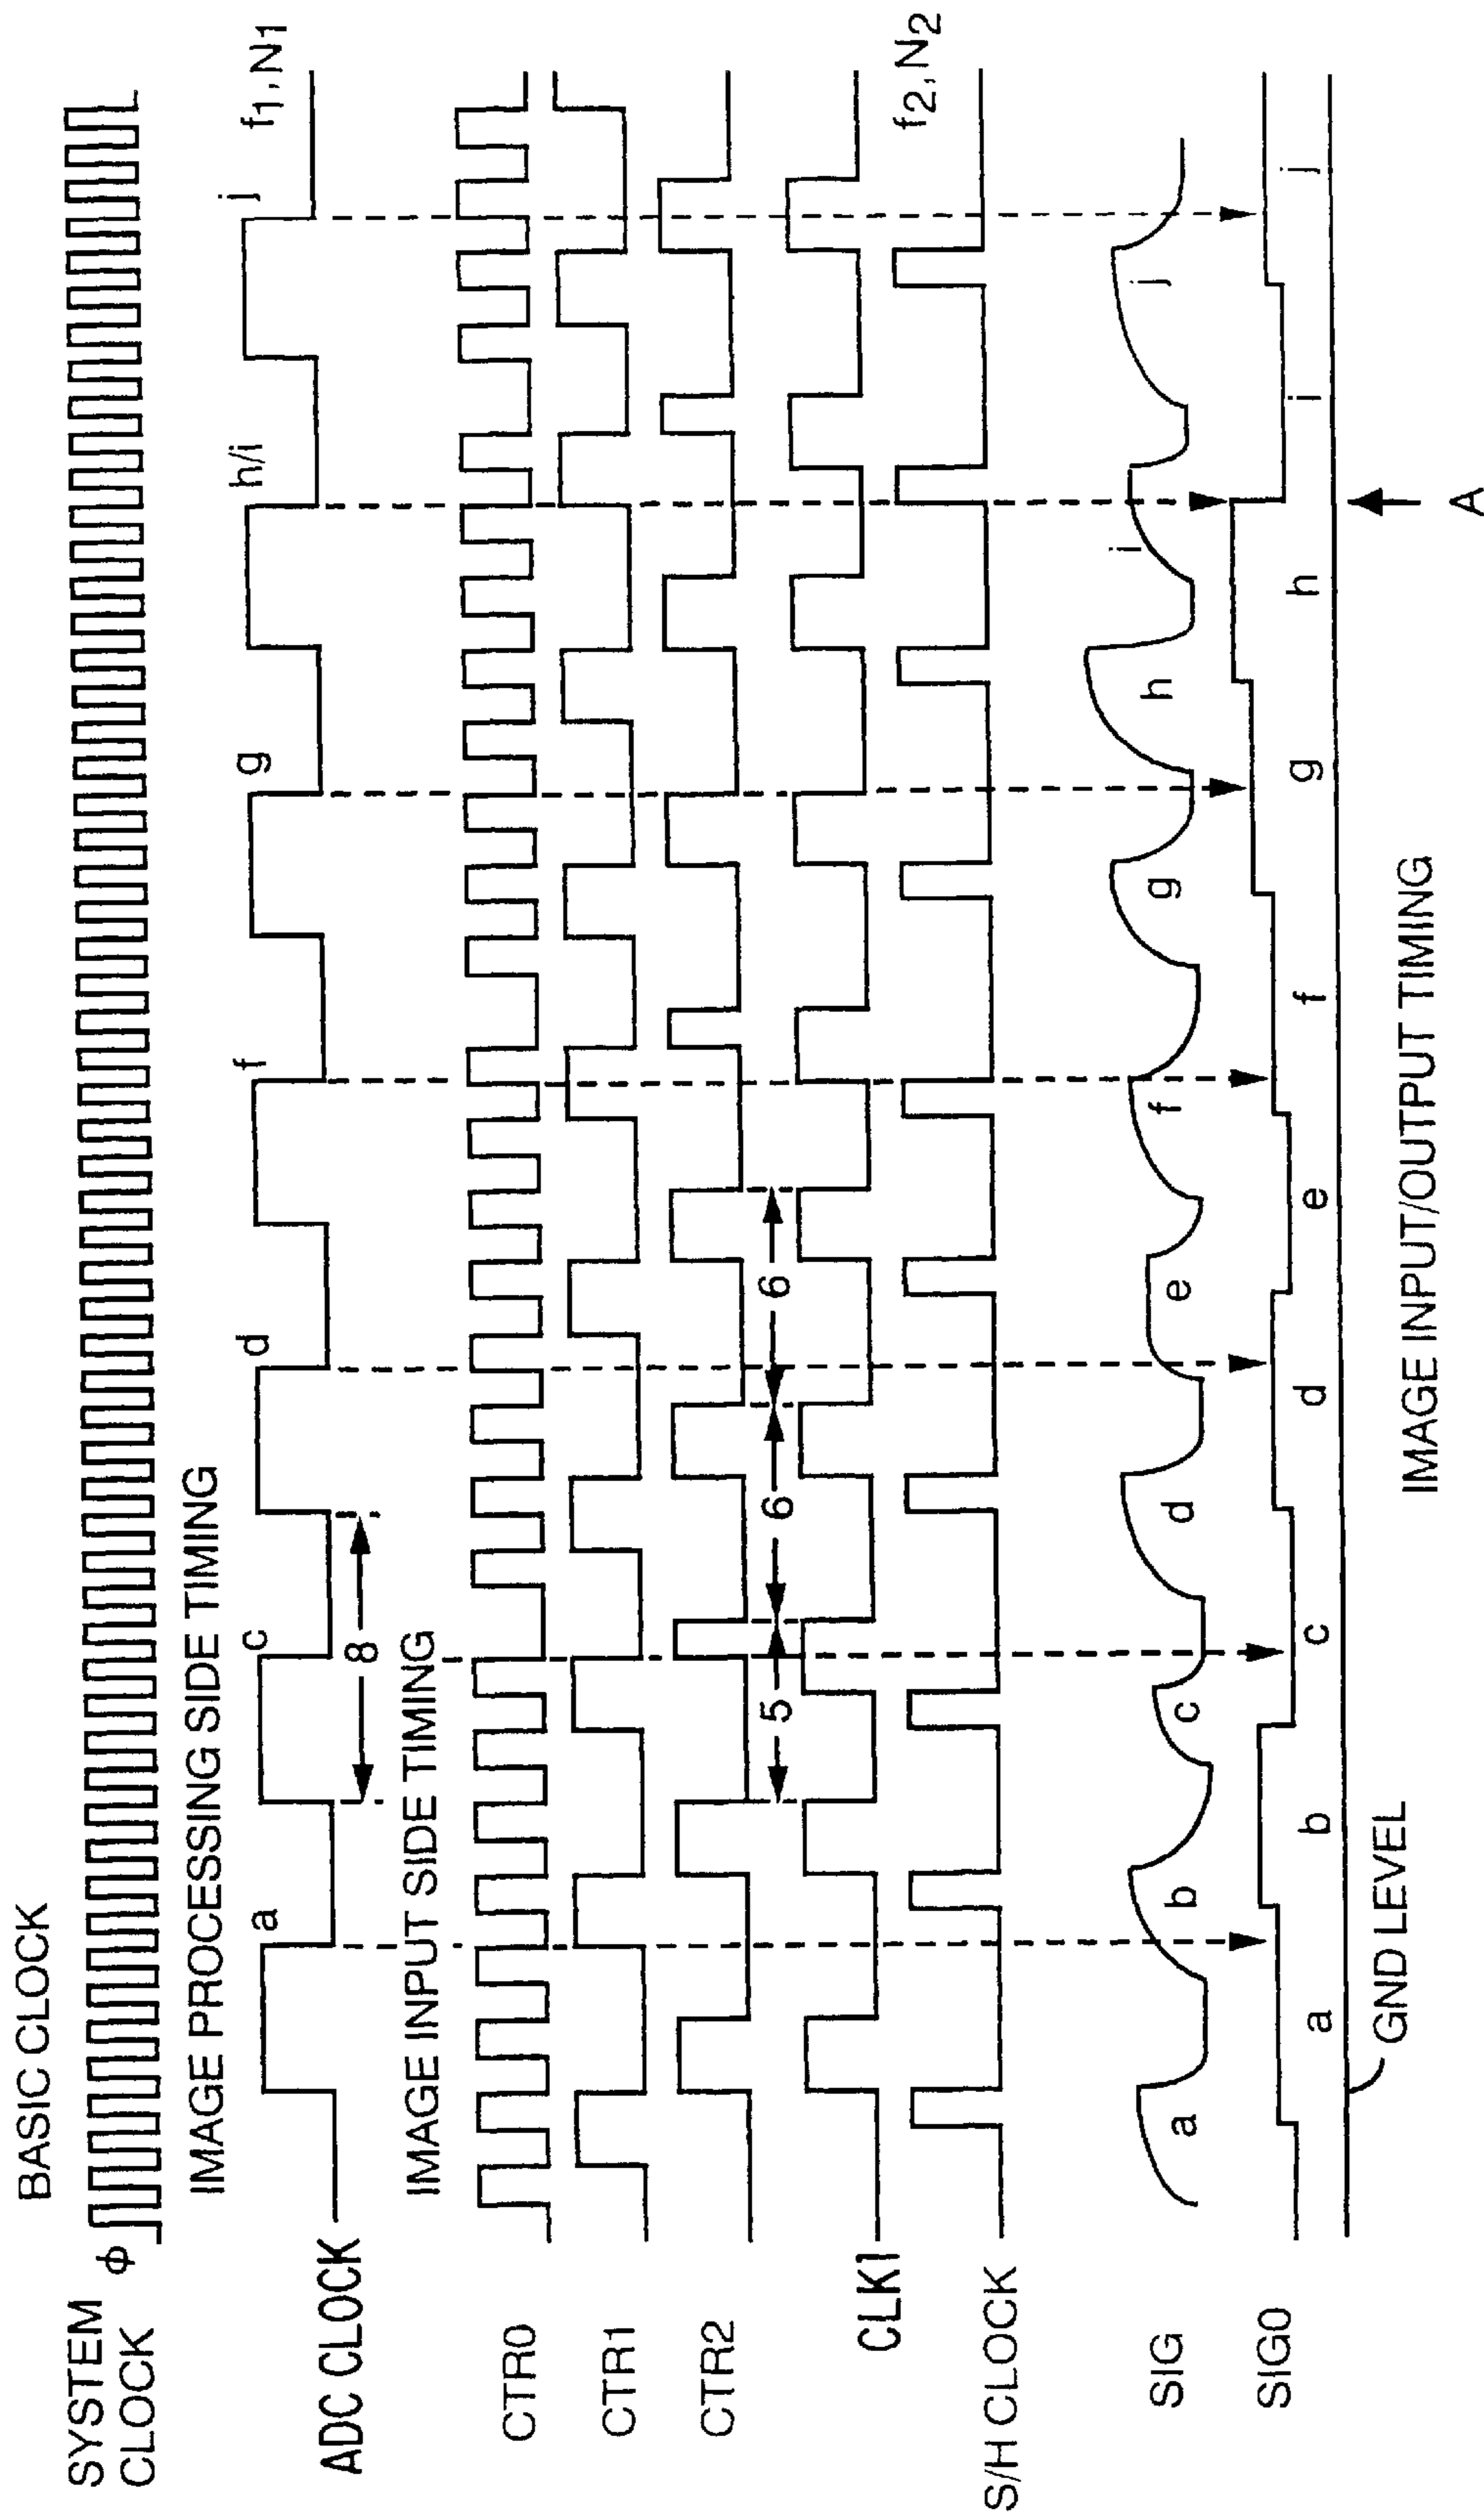 BASIC CLOCK
SYSTEM CLOCK Φ
IMAGE PROCESSING SIDE TIMING
a c d f g h/i j
ADC CLOCK
f1, N1
8
IMAGE INPUT SIDE TIMING
CTR0
CTR1
CTR2
5 6 6
CLK1
S/H CLOCK
f2, N2
SIG
a b c d e f g h i j
SIG0
a b c d e f g h i j
GND LEVEL
A
IMAGE INPUT/OUTPUT TIMING